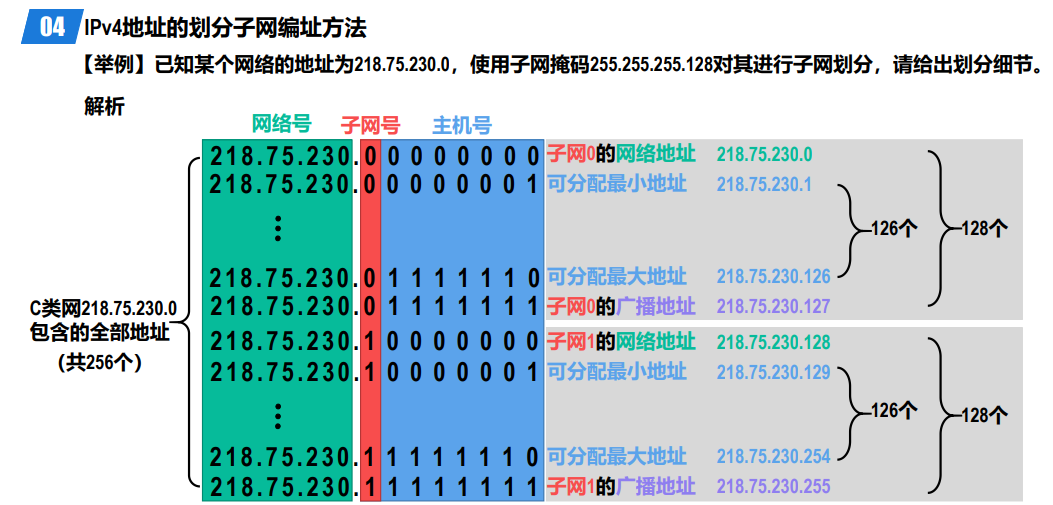 04 IPv4地址的划分子网编址方法
【举例】已知某个网络的地址为218.75.230.0，使用子网掩码255.255.255.128对其进行子网划分，请给出划分细节。
解析
网络号 子网号 主机号
218.75.230.0 0 0 0 0 0 0 0 子网0的网络地址 218.75.230.0
218.75.230.0 0 0 0 0 0 0 1 可分配最小地址 218.75.230.1
⋮
126个 128个
218.75.230.0 1 1 1 1 1 1 0 可分配最大地址 218.75.230.126
218.75.230.0 1 1 1 1 1 1 1 子网0的广播地址 218.75.230.127
C类网218.75.230.0
包含的全部地址
（共256个）
218.75.230.1 0 0 0 0 0 0 0 子网1的网络地址 218.75.230.128
218.75.230.1 0 0 0 0 0 0 1 可分配最小地址 218.75.230.129
⋮
126个 128个
218.75.230.1 1 1 1 1 1 1 0 可分配最大地址 218.75.230.254
218.75.230.1 1 1 1 1 1 1 1 子网1的广播地址 218.75.230.255